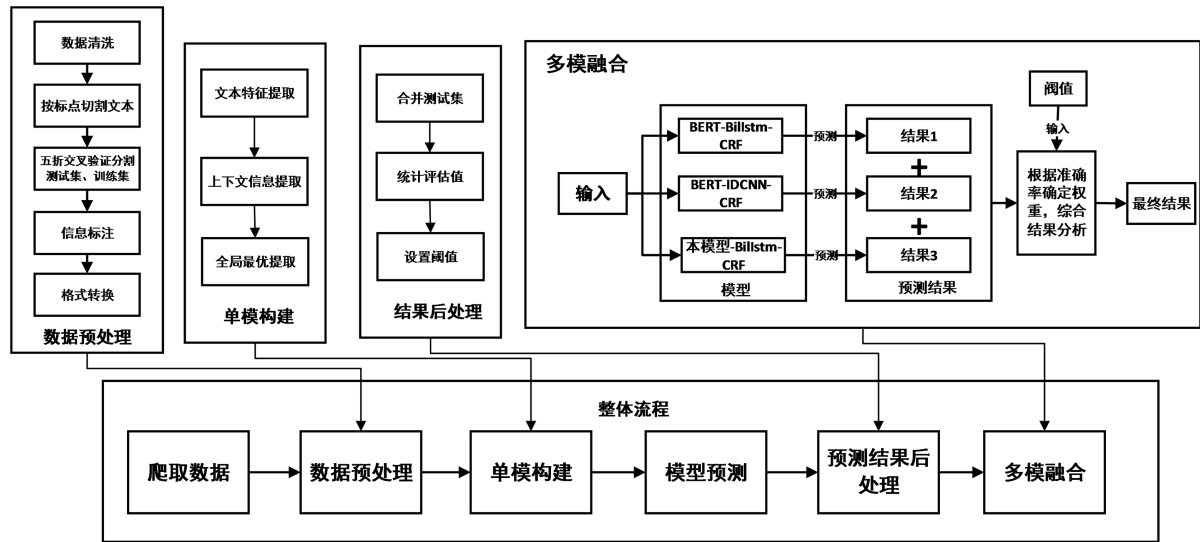 数据清洗
按标点切割文本
五折交叉验证分割
测试集、训练集
信息标注
格式转换
数据预处理
文本特征提取
上下文信息提取
全局最优提取
单模构建
合并测试集
统计评估值
设置阈值
结果后处理
多模融合
输入
BERT-Billstm-
CRF
BERT-IDCNN-
CRF
本模型-Billstm-
CRF
模型
预测
预测
预测
结果1
+
结果2
+
结果3
预测结果
阀值
输入
根据准确
率确定权
重，综合
结果分析
最终结果
整体流程
爬取数据
数据预处理
单模构建
模型预测
预测结果后
处理
多模融合